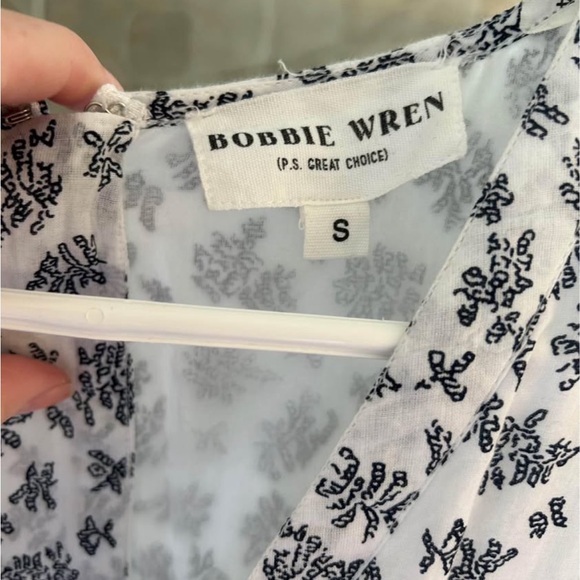 BOBBIE WREN
(P.S. GREAT CHOICE)
S